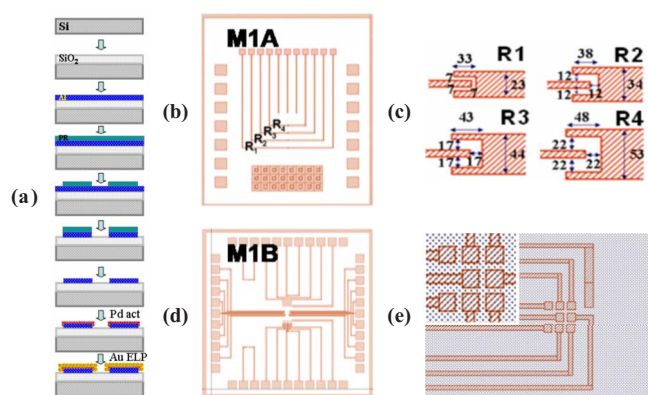 (a)
Si
SiO2
Al
PR
Pd act
Au ELP
(b)
M1A
R1
R2
R3
R4
(c)
R1
33
7
7
7
23
R2
38
12
12
12
34
R3
43
17
17
17
44
R4
48
22
22
22
53
(d)
M1B
(e)